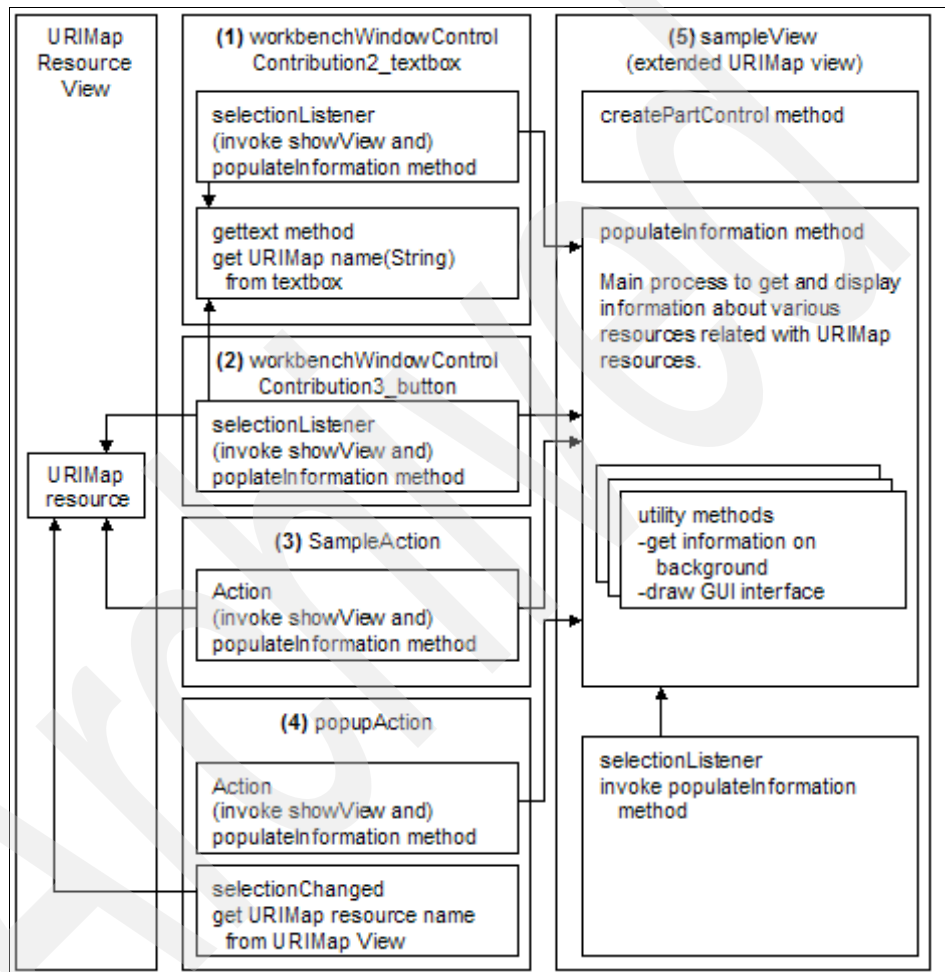 URIMap
Resource
View
URIMap
resource
(1) workbenchWindowControl
Contribution2_textbox
selectionListener
(invoke showView and)
populateInformation method
gettext method
get URIMap name(String)
from textbox
(2) workbenchWindowControl
Contribution3_button
selectionListener
(invoke showView and)
poplateInformation method
(3) SampleAction
Action
(invoke showView and)
populateInformation method
(4) popupAction
Action
(invoke showView and)
populateInformation method
selectionChanged
get URIMap resource name
from URIMap View
(5) sampleView
(extended URIMap view)
createPartControl method
populateInformation method
Main process to get and display
information about various
resources related with URIMap
resources.
utility methods
-get information on
background
-draw GUI interface
selectionListener
invoke populateInformation
method
Archived